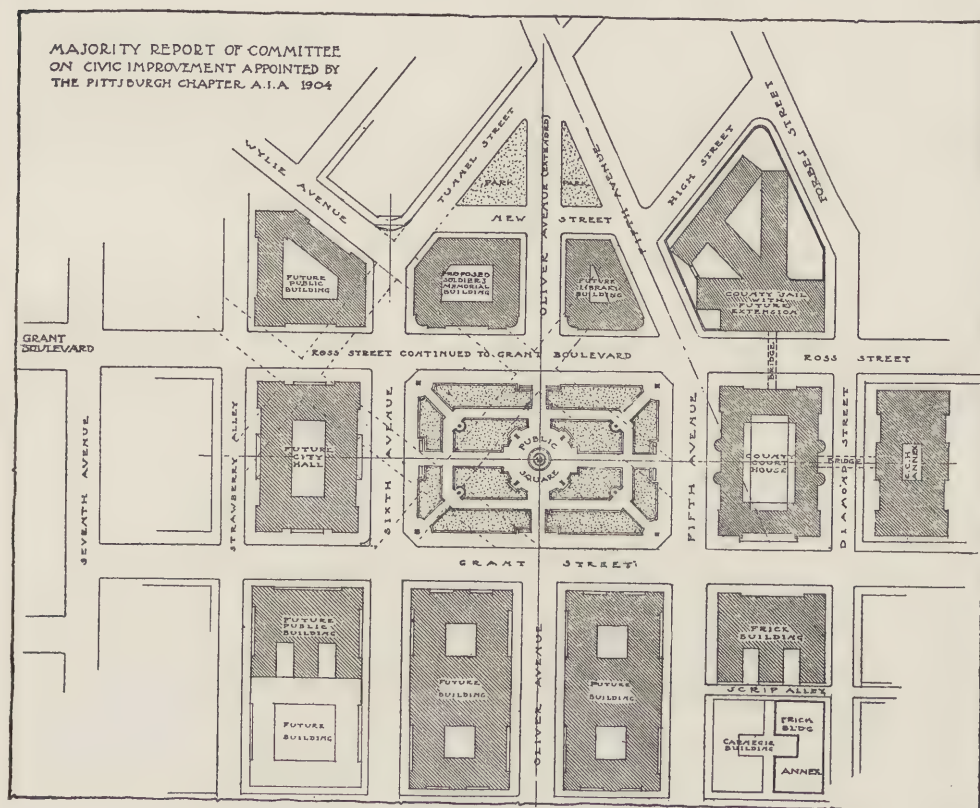 MAJORITY REPORT OF COMMITTEE
ON CIVIC IMPROVEMENT APPOINTED BY
THE PITTSBURGH CHAPTER A.I.A 1904
WYLIE AVENUE
TUNNEL STREET
PARK
PARK
OLIVER AVENUE (EXTENDED)
FIFTH AVENUE
HIGH STREET
FORBES STREET
NEW STREET
FUTURE
PUBLIC
BUILDING
PROPOSED
SOLDIERS
MEMORIAL
BUILDING
FUTURE
LIBRARY
BUILDING
COUNTY JAIL
WITH
FUTURE
EXTENSION
GRANT
BOULEVARD
ROSS STREET CONTINUED TO GRANT BOULEVARD
BRIDGE
ROSS STREET
SEVENTH AVENUE
STRAWBERRY ALLEY
FUTURE
CITY
HALL
SIXTH AVENUE
PUBLIC
SQUARE
FIFTH AVENUE
COUNTY
COURT
HOUSE
BRIDGE
DIAMOND STREET
C.C.H.
ANNEX
GRANT STREET
FUTURE
PUBLIC
BUILDING
FUTURE
BUILDING
FUTURE
BUILDING
OLIVER AVENUE
FUTURE
BUILDING
FRICK
BUILDING
SCRIP ALLEY
CARNEGIE
BUILDING
FRICK
BLDG
ANNEX